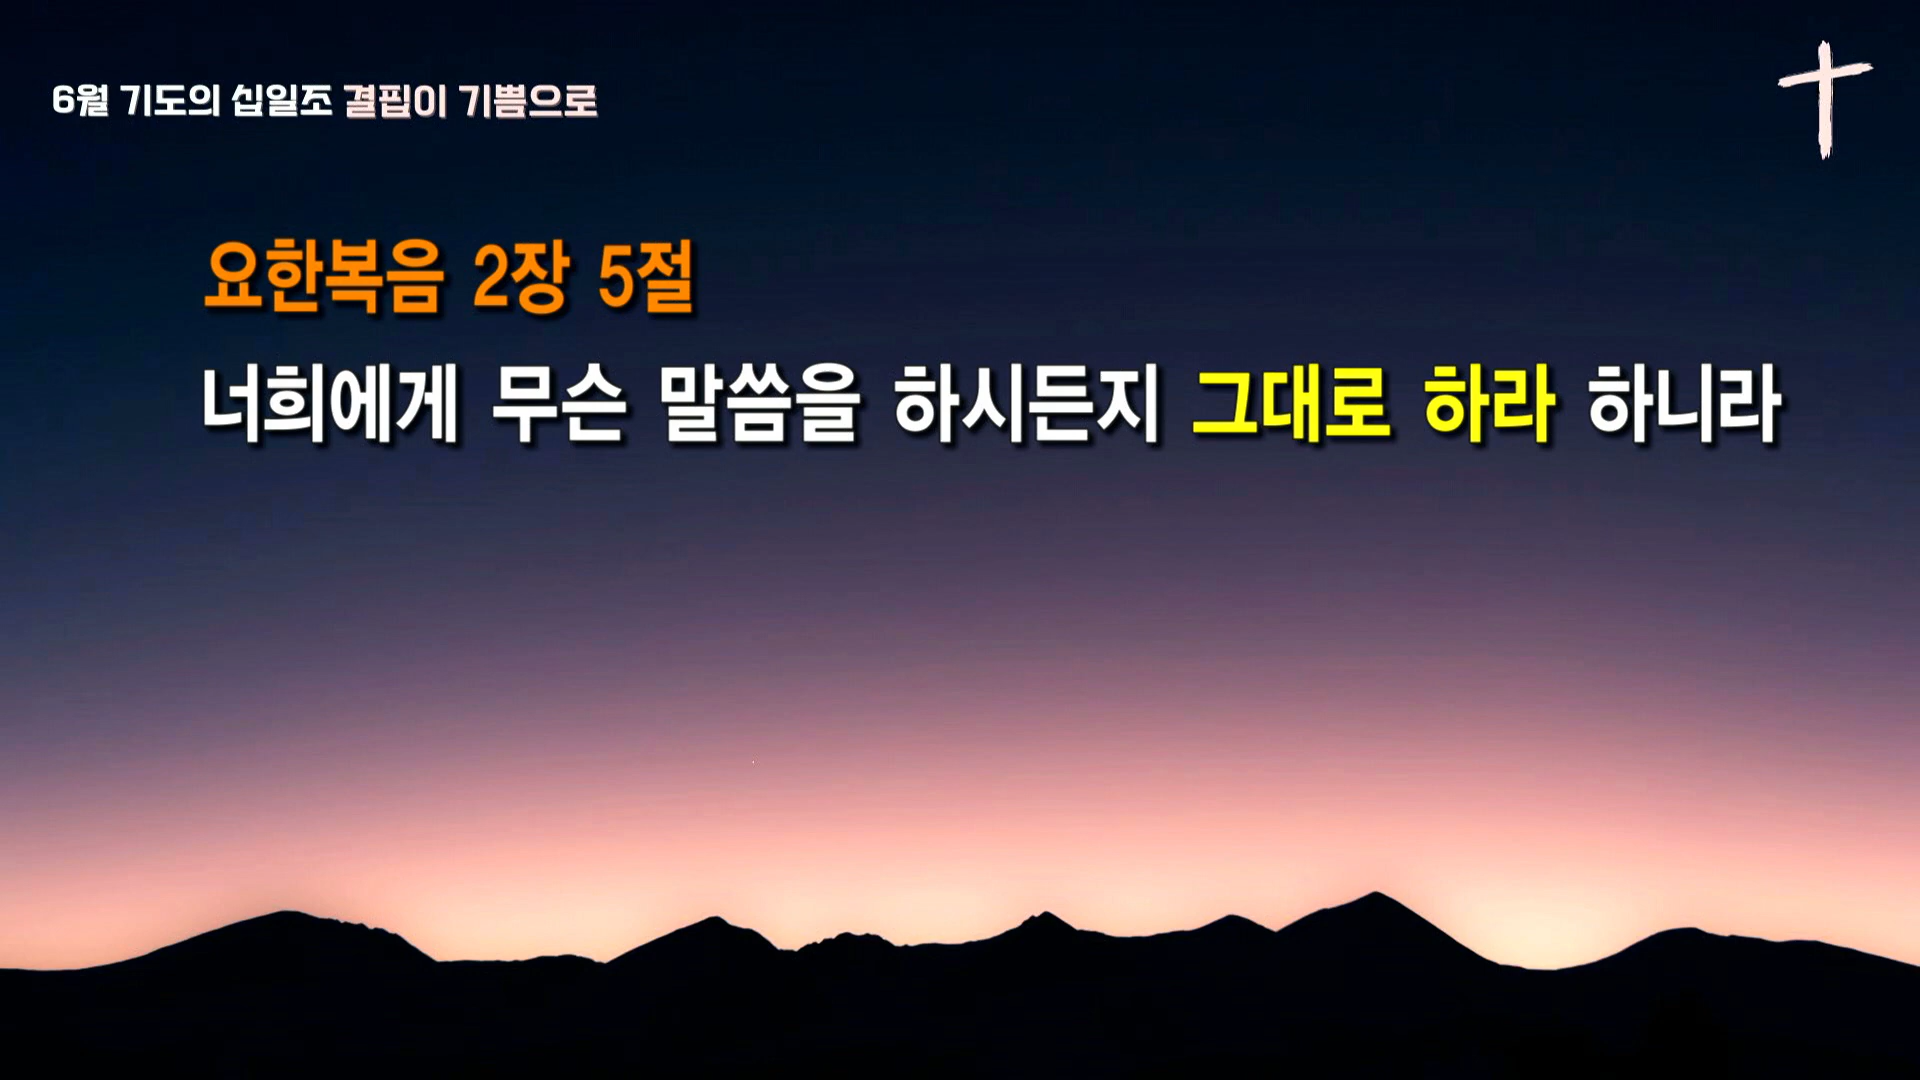 6월 기도의 십일조 결핍이 기쁨으로
요한복음 2장 5절
너희에게 무슨 말씀을 하시든지 그대로 하라 하니라